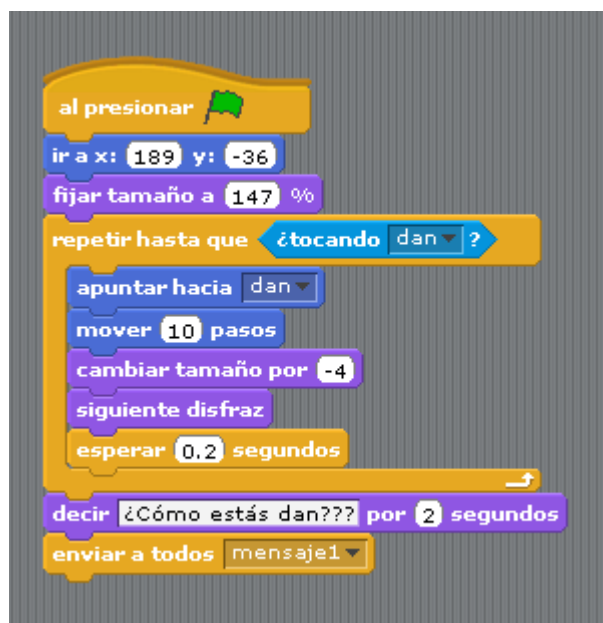 al presionar
ir a x: 189 y: -36
fijar tamaño a 147 %
repetir hasta que ¿tocando dan ?
apuntar hacia dan
mover 10 pasos
cambiar tamaño por -4
siguiente disfraz
esperar 0.2 segundos
decir ¿Cómo estás dan??? por 2 segundos
enviar a todos mensaje1